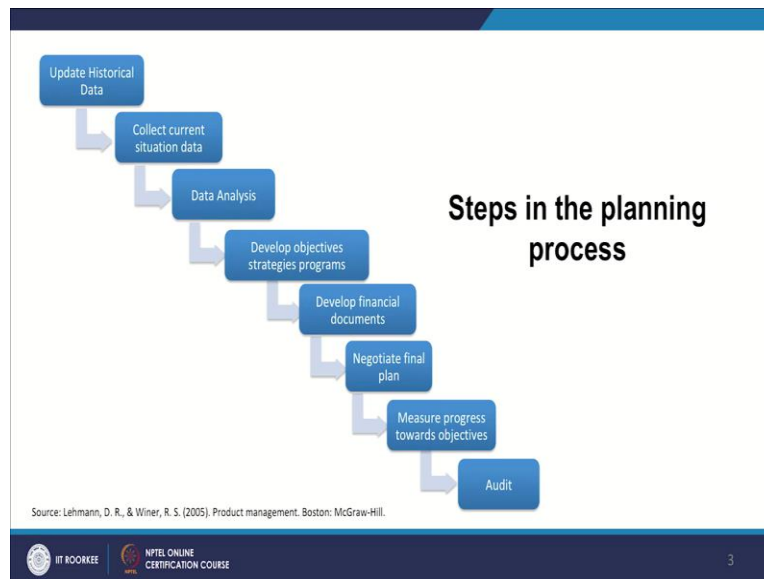 Update Historical
Data
Collect current
situation data
Data Analysis
Steps in the planning
process
Develop objectives
strategies programs
Develop financial
documents
Negotiate final
plan
Measure progress
towards objectives
Audit
Source: Lehmann, D. R., & Winer, R. S. (2005). Product management. Boston: McGraw-Hill.
IIT ROORKEE
NPTEL ONLINE
CERTIFICATION COURSE
NPTEL
3